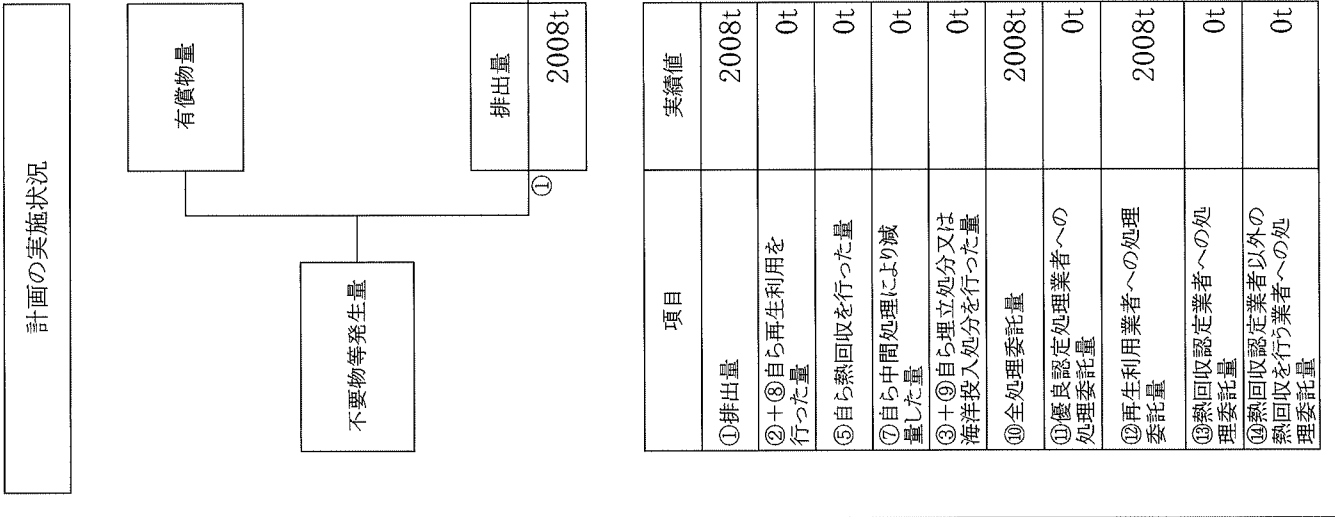 計画の実施状況
有償物量
不要物等発生量
排出量
①
2008t
項目
実績値
①排出量
2008t
②+⑧自ら再生利用を
行った量
0t
⑤自ら熱回収を行った量
0t
⑦自ら中間処理により減
量した量
0t
③+⑨自ら埋立処分又は
海洋投入処分を行った量
0t
⑩全処理委託量
2008t
⑪優良認定処理業者への
処理委託量
0t
⑫再生利用業者への処理
委託量
2008t
⑬熱回収認定業者への処
理委託量
0t
⑭熱回収認定業者以外の
熱回収を行う業者への処
理委託量
0t